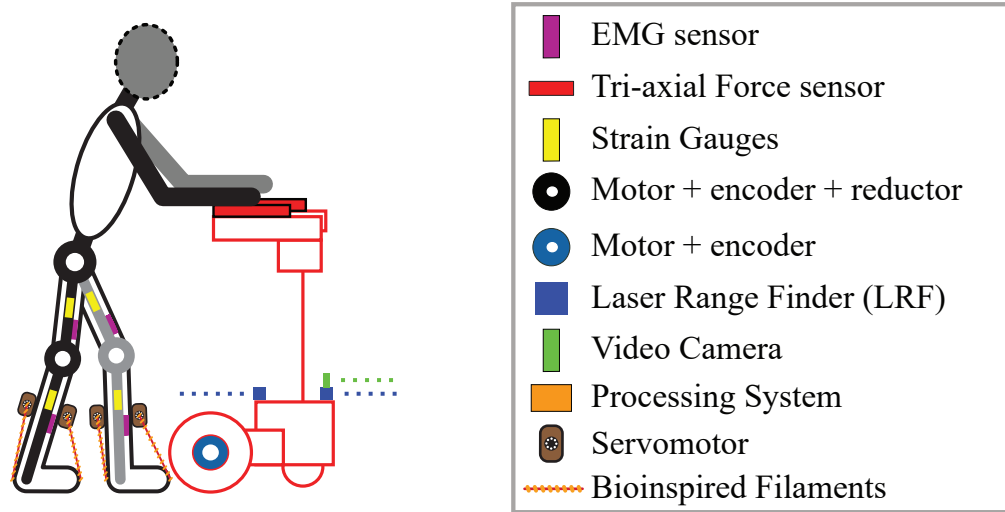 EMG sensor
Tri-axial Force sensor
Strain Gauges
Motor + encoder + reductor
Motor + encoder
Laser Range Finder (LRF)
Video Camera
Processing System
Servomotor
Bioinspired Filaments